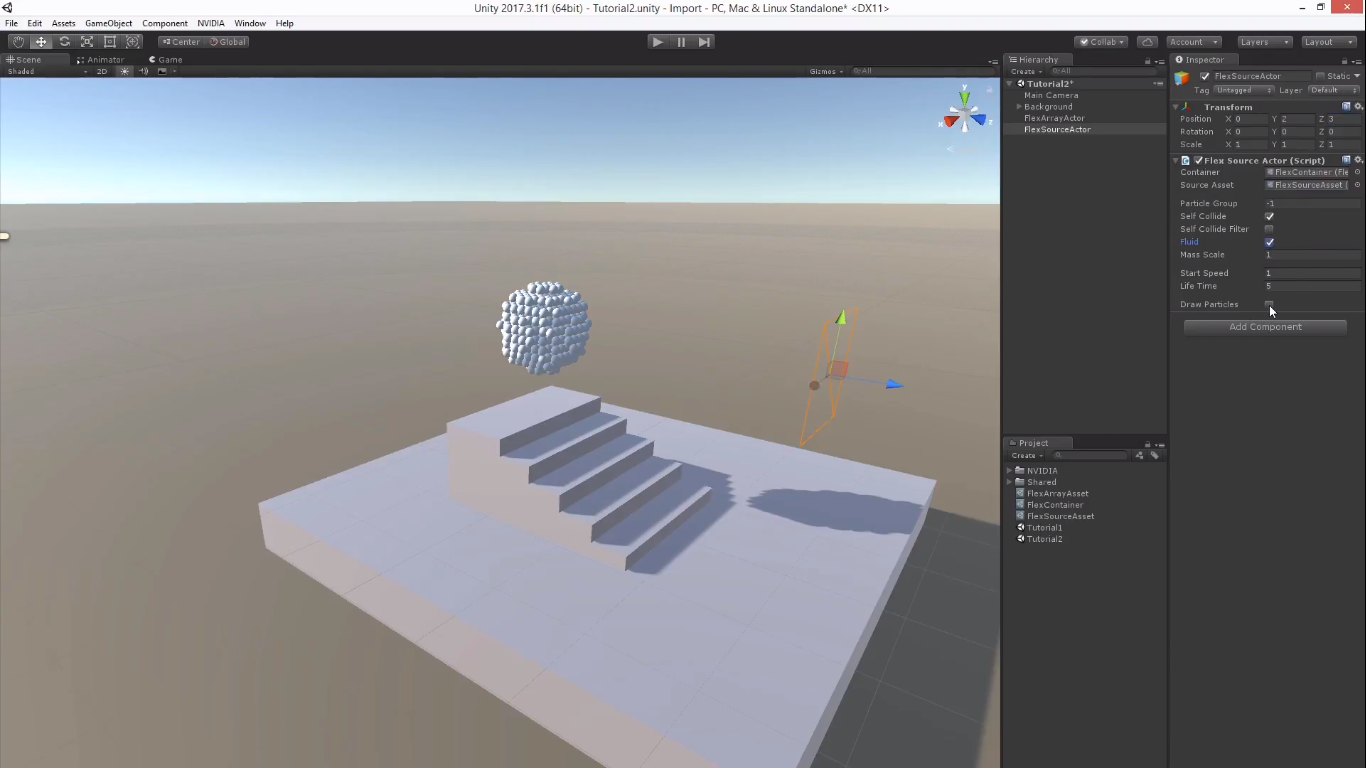 Unity 2017.3.1f1 (64bit) - Tutorial2.unity - Import - PC, Mac & Linux Standalone* <DX11>
File Edit Assets GameObject Component NVIDIA Window Help
Center Global Collab Account Layers Layout
Scene Animator Game
Shaded 2D Gizmos All
y
x
z
Hierarchy
Create All
Tutorial2*
Main Camera
Background
FlexArrayActor
FlexSourceActor
Project
Create
NVIDIA
Shared
FlexArrayAsset
FlexContainer
FlexSourceAsset
Tutorial1
Tutorial2
Inspector
FlexSourceActor Static
Tag Untagged Layer Default
Transform
Position X 0 Y 2 Z 3
Rotation X 0 Y 0 Z 0
Scale X 1 Y 1 Z 1
Flex Source Actor (Script)
Container FlexContainer (Fle
Source Asset FlexSourceAsset (
Particle Group -1
Self Collide
Self Collide Filter
Fluid
Mass Scale 1
Start Speed 1
Life Time 5
Draw Particles
Add Component